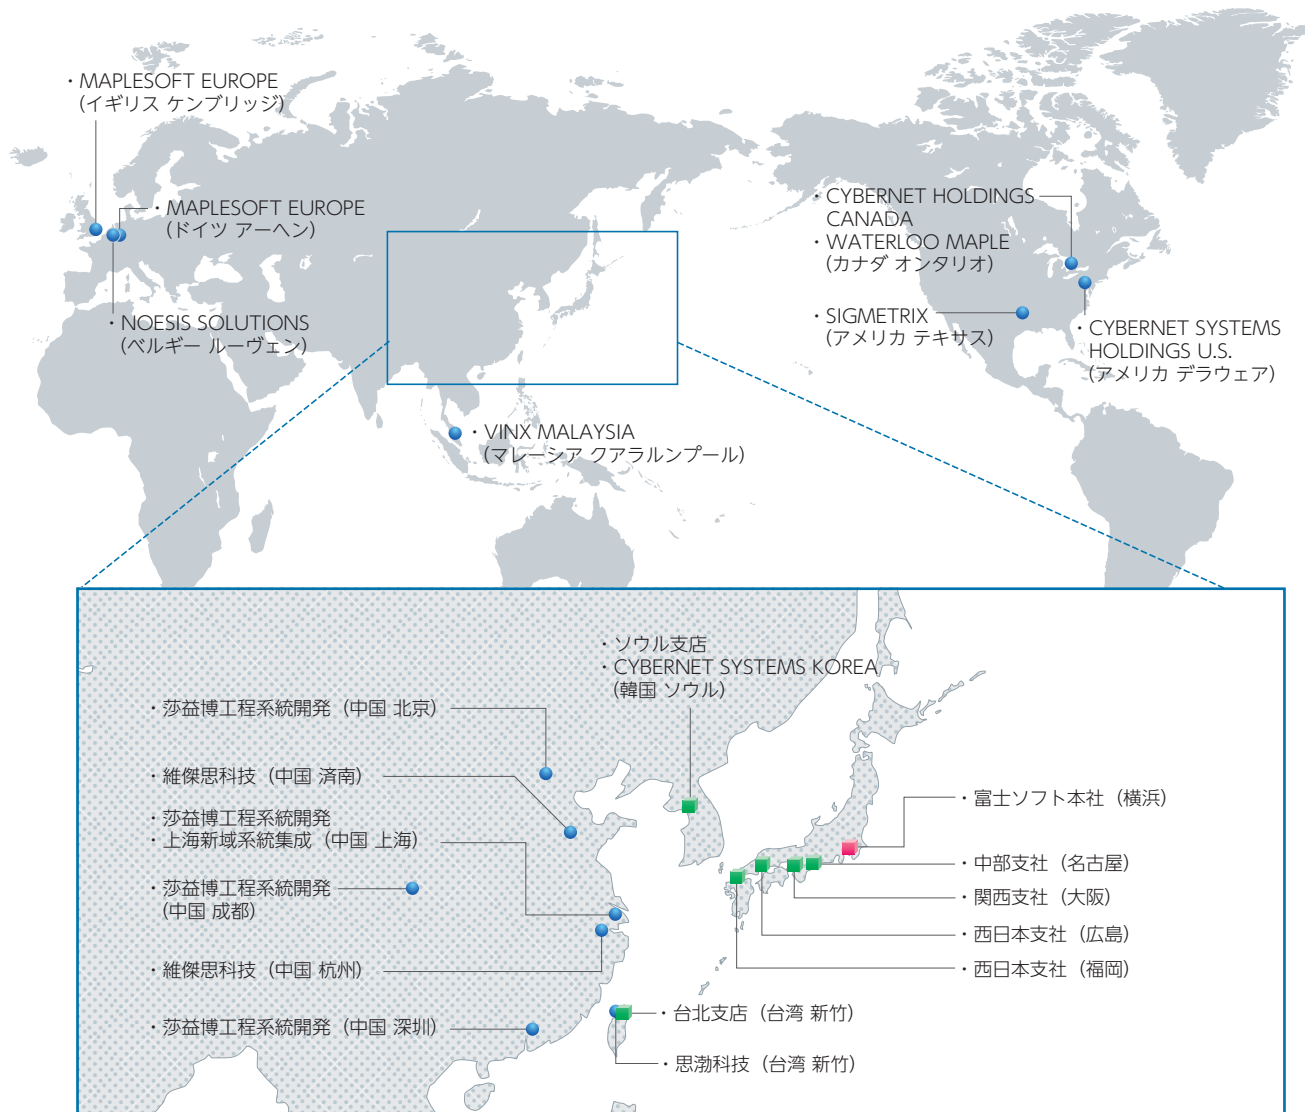 ・MAPLESOFT EUROPE
(イギリス ケンブリッジ)
・MAPLESOFT EUROPE
(ドイツ アーヘン)
・NOESIS SOLUTIONS
(ベルギー ルーヴェン)
・VINX MALAYSIA
(マレーシア クアラルンプール)
・CYBERNET HOLDINGS
CANADA
・WATERLOO MAPLE
(カナダ オンタリオ)
・SIGMETRIX
(アメリカ テキサス)
・CYBERNET SYSTEMS
HOLDINGS U.S.
(アメリカ デラウェア)
・ソウル支店
・CYBERNET SYSTEMS KOREA
(韓国 ソウル)
・莎益博工程系統開発（中国 北京）
・維傑思科技（中国 済南）
・莎益博工程系統開発
・上海新域系統集成（中国 上海）
・莎益博工程系統開発
(中国 成都)
・維傑思科技（中国 杭州）
・莎益博工程系統開発（中国 深圳）
・富士ソフト本社（横浜）
・中部支社（名古屋）
・関西支社（大阪）
・西日本支社（広島）
・西日本支社（福岡）
・台北支店（台湾 新竹）
・思渤科技（台湾 新竹）